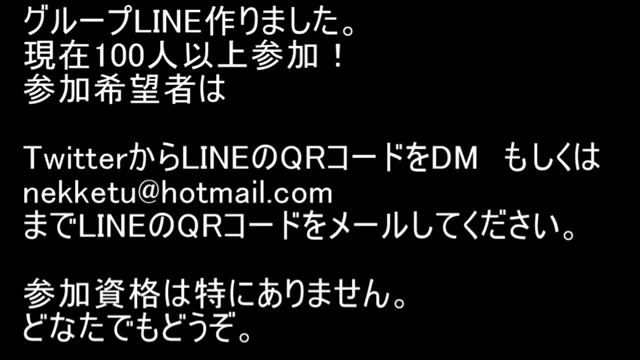 グループLINE作りました。
現在100人以上参加！
参加希望者は
TwitterからLINEのQRコードをDM　もしくは
nekketu@hotmail.com
までLINEのQRコードをメールしてください。
参加資格は特にありません。
どなたでもどうぞ。